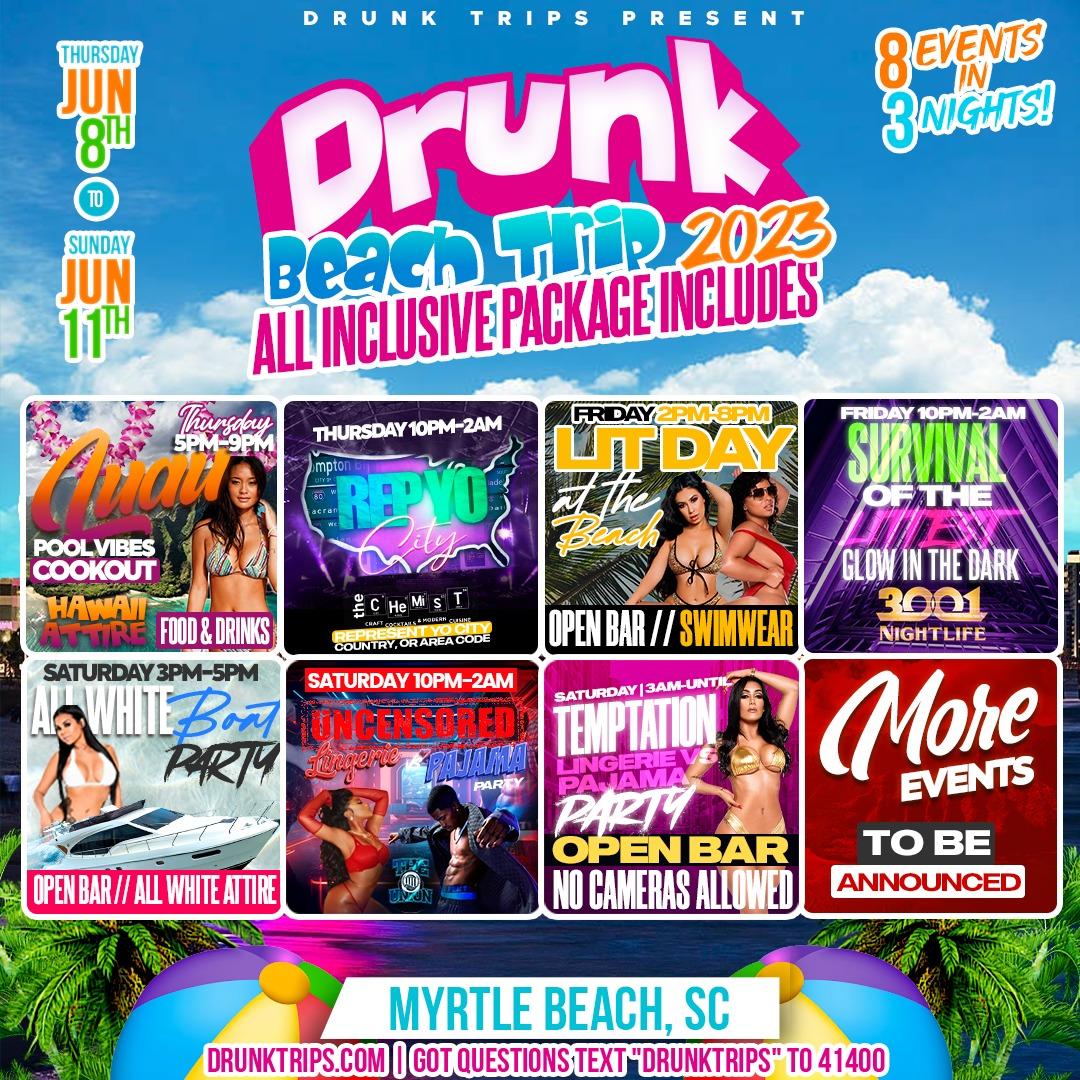 DRUNK TRIPS PRESENT
THURSDAY
JUN
8TH
TO
SUNDAY
JUN
11TH
8 EVENTS
IN
3 NIGHTS!
Drunk
Beach Trip 2023
ALL INCLUSIVE PACKAGE INCLUDES
Thursday
5PM-9PM
Luau
POOL VIBES
COOKOUT
HAWAII
ATTIRE
FOOD & DRINKS
THURSDAY 10PM-2AM
REP YO
City
the CHeMiST
CRAFT COCKTAILS & MODERN CUISINE
REPRESENT YO CITY
COUNTRY, OR AREA CODE
FRIDAY 2PM-8PM
LIT DAY
at the
Beach
OPEN BAR // SWIMWEAR
FRIDAY 10PM-2AM
SURVIVAL
OF THE
LITTEST
GLOW IN THE DARK
3001
NIGHTLIFE
SATURDAY 3PM-5PM
ALL WHITE Boat
PARTY
OPEN BAR // ALL WHITE ATTIRE
SATURDAY 10PM-2AM
UNCENSORED
Lingerie & PAJAMA
PARTY
THE
UNION
SATURDAY | 3AM-UNTIL
TEMPTATION
LINGERIE VS
PAJAMA
PARTY
OPEN BAR
NO CAMERAS ALLOWED
More
EVENTS
TO BE
ANNOUNCED
MYRTLE BEACH, SC
DRUNKTRIPS.COM | GOT QUESTIONS TEXT "DRUNKTRIPS" TO 41400